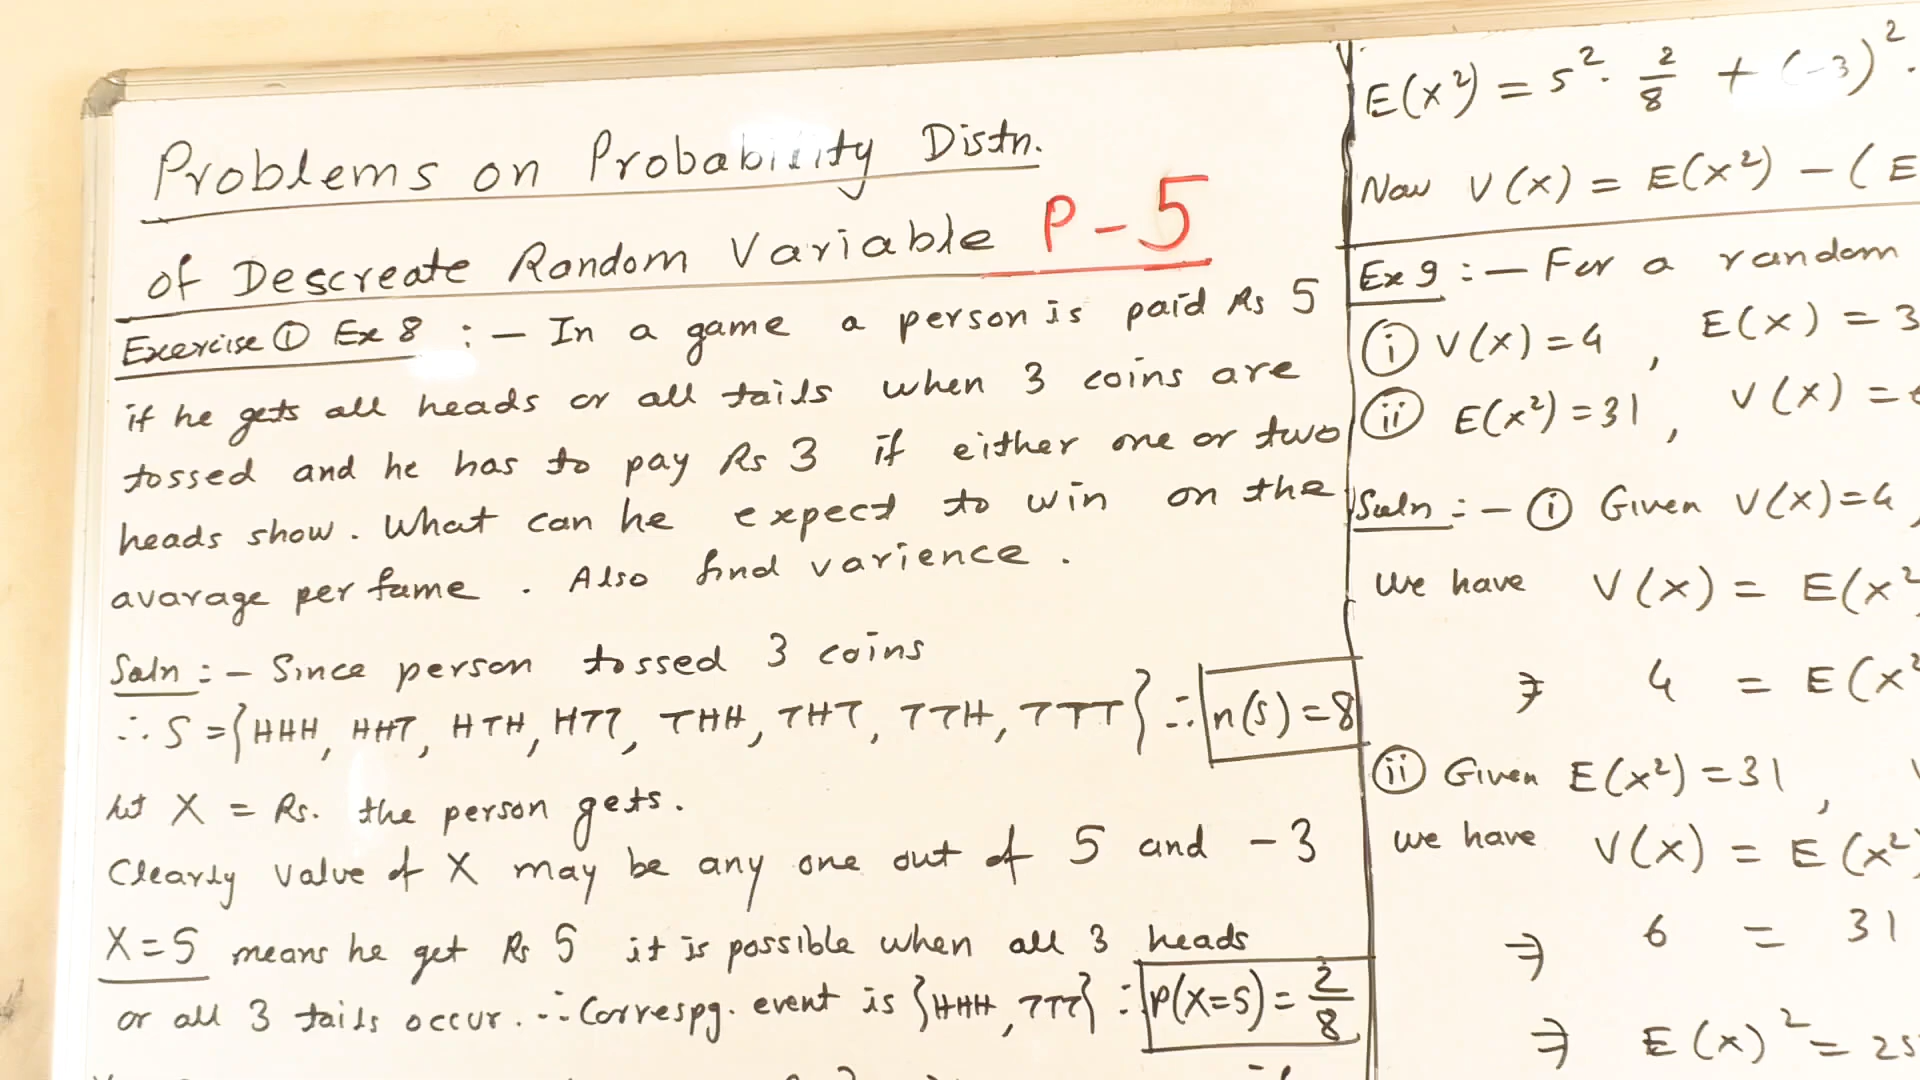 Problems on Probability Distn.
of Descreate Random Variable P-5
Exercise ① Ex 8 :- In a game a person is paid Rs 5
if he gets all heads or all tails when 3 coins are
tossed and he has to pay Rs 3 if either one or two
heads show. What can he expect to win on the
avarage per fame. Also find varience.
Soln :- Since person tossed 3 coins
∴ S = {HHH, HHT, HTH, HTT, THH, THT, TTH, TTT} ∴ n(S) = 8
let X = Rs. the person gets.
Clearly value of X may be any one out of 5 and -3
X=5 means he get Rs 5 it is possible when all 3 heads
or all 3 tails occur. ∴ Correspg. event is {HHH, TTT} ∴ P(X=5) = 2/8
E(X²) = 5² · 2/8 + (-3)² ·
Now V(X) = E(X²) - (E
Ex 9 :- For a random
(i) V(X) = 4, E(X) = 3
(ii) E(X²) = 31, V(X) =
Soln :- (i) Given V(X) = 4,
We have V(X) = E(X²
⇒ 4 = E(X²
(ii) Given E(X²) = 31,
we have V(X) = E(X²)
⇒ 6 = 31
⇒ E(X)² = 25